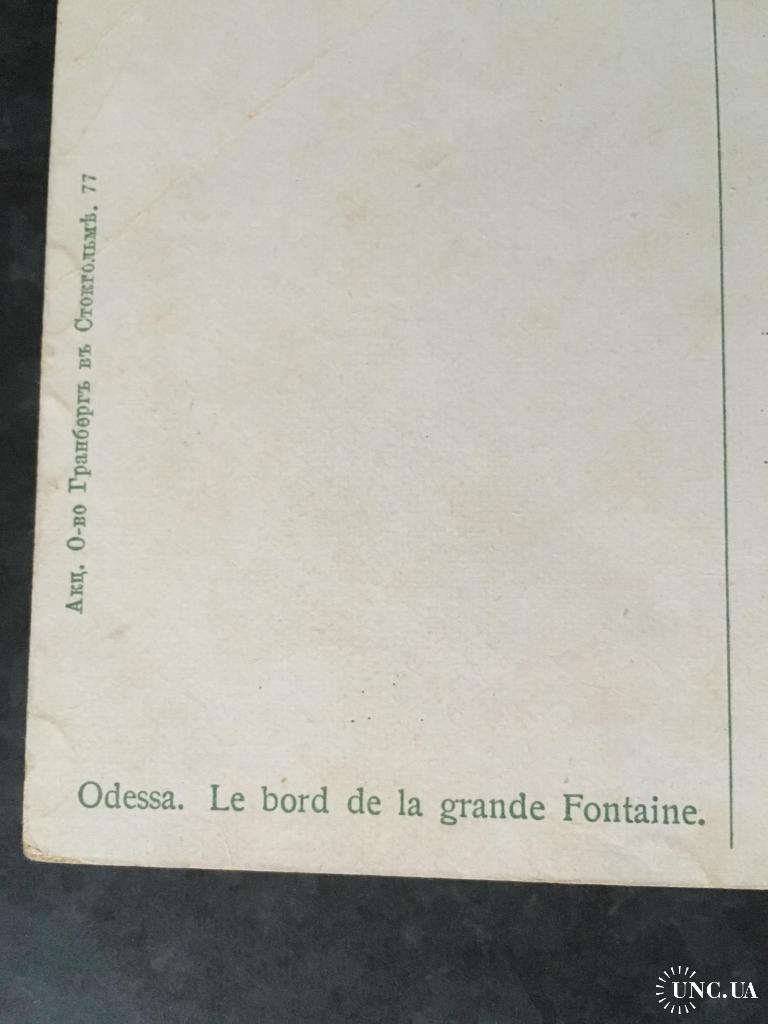 Акц. О-во Гранбергъ въ Стокгольмѣ. 77
Odessa. Le bord de la grande Fontaine.
UNC.UA